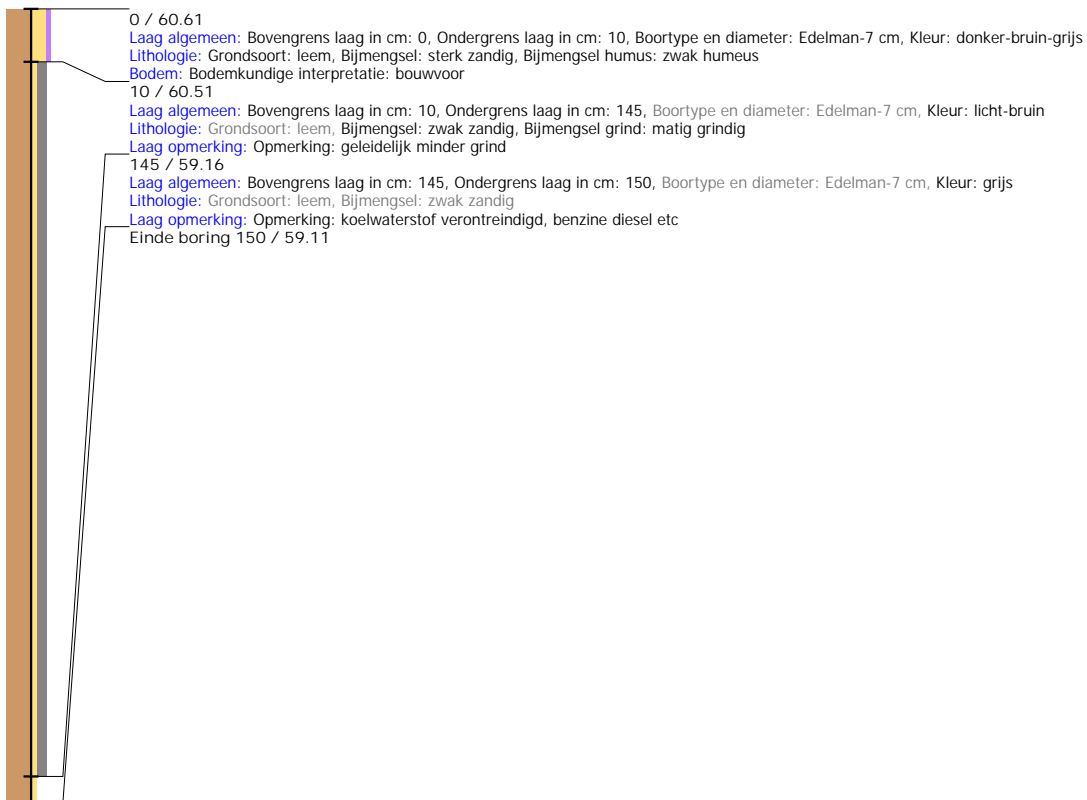 0 / 60.61
Laag algemeen: Bovengrens laag in cm: 0, Ondergrens laag in cm: 10, Boortype en diameter: Edelman-7 cm, Kleur: donker-bruin-grijs
Lithologie: Grondsoort: leem, Bijmengsel: sterk zandig, Bijmengsel humus: zwak humeus
Bodem: Bodemkundige interpretatie: bouwvoor
10 / 60.51
Laag algemeen: Bovengrens laag in cm: 10, Ondergrens laag in cm: 145, Boortype en diameter: Edelman-7 cm, Kleur: licht-bruin
Lithologie: Grondsoort: leem, Bijmengsel: zwak zandig, Bijmengsel grind: matig grindig
Laag opmerking: Opmerking: geleidelijk minder grind
145 / 59.16
Laag algemeen: Bovengrens laag in cm: 145, Ondergrens laag in cm: 150, Boortype en diameter: Edelman-7 cm, Kleur: grijs
Lithologie: Grondsoort: leem, Bijmengsel: zwak zandig
Laag opmerking: Opmerking: koelwaterstof verontreindigd, benzine diesel etc
Einde boring 150 / 59.11